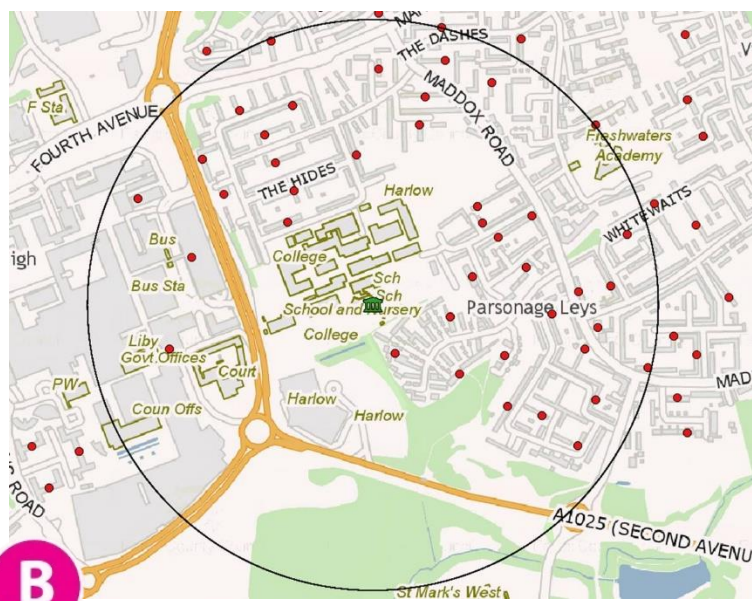 MA
THE DASHES
F Sta.
MADDOX ROAD
FOURTH AVENUE
Freshwaters
Academy
THE HIDES
Harlow
WHITEWAITS
Bus
igh
College
Bus Sta
Sch
Sch
School and Nursery
Parsonage Leys
College
Liby
Govt Offices
Court
PW
MAD
Coun Offs
Harlow
Harlow
S ROAD
A1025 (SECOND AVENU
B
St Mark's West